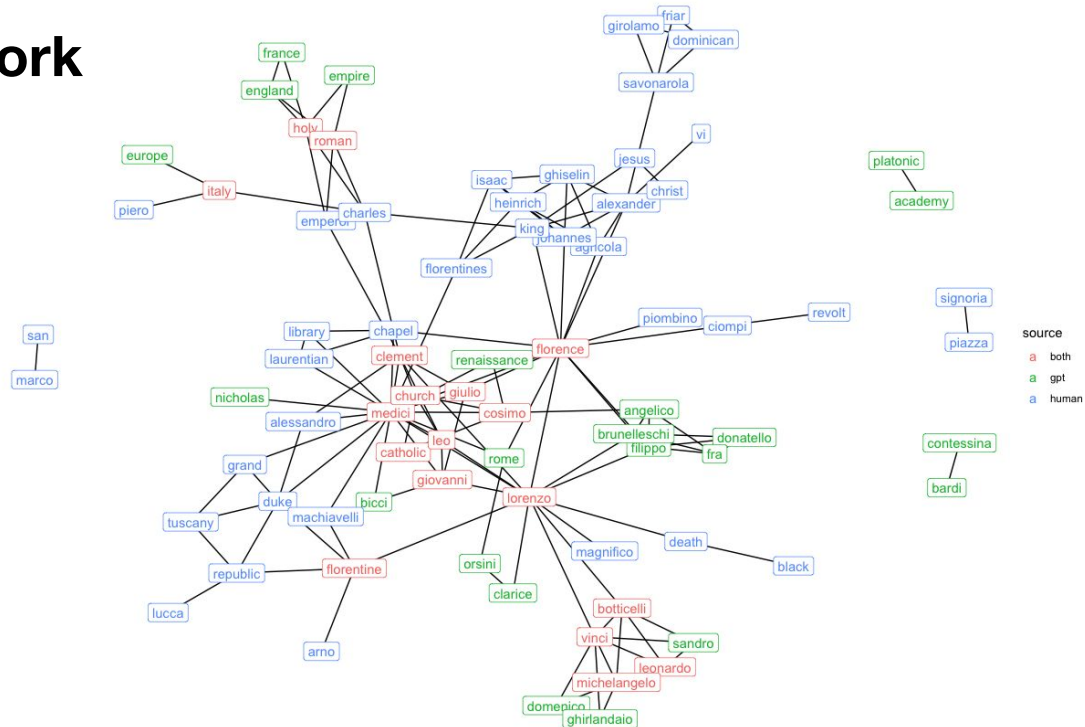 ork
friar
girolamo
dominican
france
empire
savonarola
england
holy
roman
vi
europe
jesus
platonic
ghiselin
isaac
italy
christ
academy
heinrich
alexander
piero
charles
emperor
king
johannes
agricola
florentines
signoria
piombino
revolt
ciompi
library
chapel
san
source
piazza
florence
clement
a both
laurentian
renaissance
a gpt
marco
giulio
church
nicholas
a human
medici
cosimo
angelico
alessandro
brunelleschi
donatello
leo
contessina
filippo
catholic
fra
rome
grand
giovanni
bardi
lorenzo
bicci
duke
machiavelli
tuscany
death
magnifico
orsini
black
florentine
republic
clarice
botticelli
lucca
vinci
sandro
arno
leonardo
michelangelo
domenico
ghirlandaio